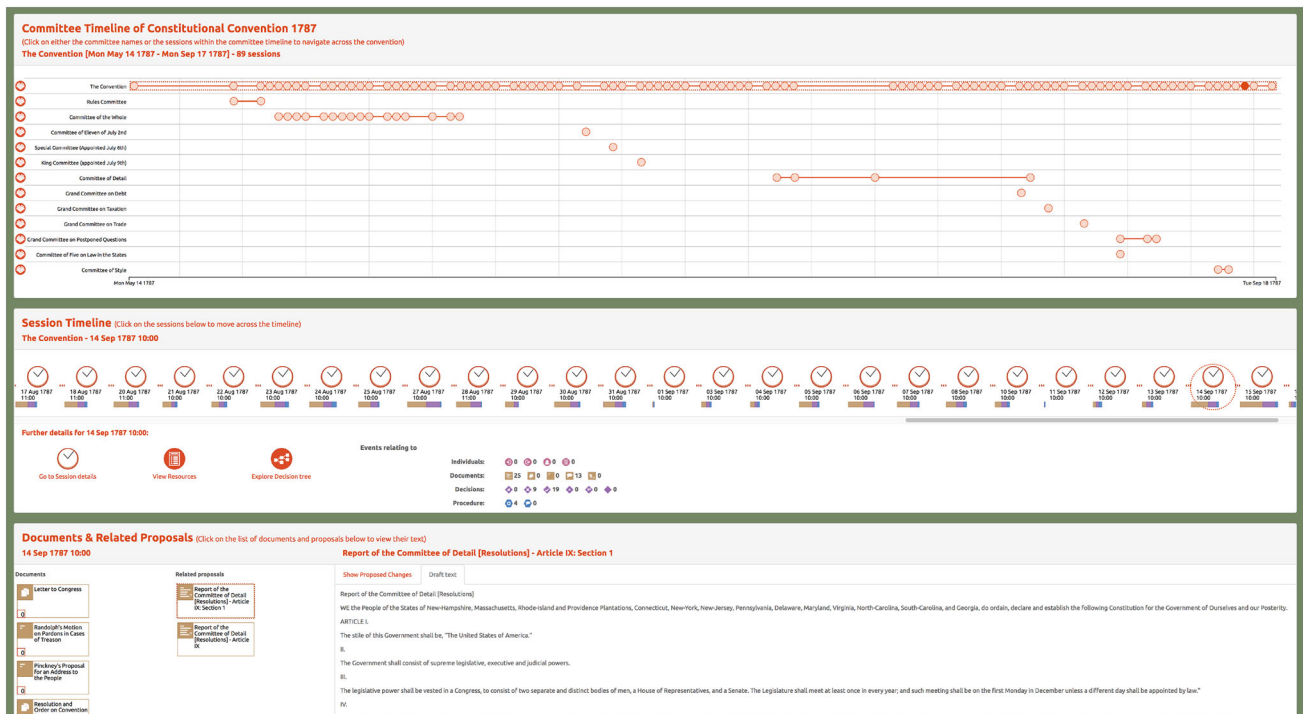 Committee Timeline of Constitutional Convention 1787
(Click on either the committee names or the sessions within the committee timeline to navigate across the convention)
The Convention [Mon May 14 1787 - Mon Sep 17 1787] - 89 sessions
The Convention
Rules Committee
Committee of the Whole
Committee of Eleven of July 2nd
Special Committee (Appointed July 6th)
King Committee (appointed July 9th)
Committee of Detail
Grand Committee on Debt
Grand Committee on Taxation
Grand Committee on Trade
Grand Committee on Postponed Questions
Committee of Five on Law in the States
Committee of Style
Mon May 14 1787
Tue Sep 18 1787
Session Timeline (Click on the sessions below to move across the timeline)
The Convention - 14 Sep 1787 10:00
17 Aug 1787 18 Aug 1787 20 Aug 1787 21 Aug 1787 22 Aug 1787 23 Aug 1787 24 Aug 1787 25 Aug 1787 27 Aug 1787 28 Aug 1787 29 Aug 1787 30 Aug 1787 31 Aug 1787 01 Sep 1787 03 Sep 1787 04 Sep 1787 05 Sep 1787 06 Sep 1787 07 Sep 1787 08 Sep 1787 10 Sep 1787 11 Sep 1787 12 Sep 1787 13 Sep 1787 14 Sep 1787 15 Sep 1787
11:00 11:00 11:00 10:00 10:00 10:00 10:00 10:00 10:00 11:00 10:00 10:00 10:00 10:00 10:00 10:00 10:00 10:00 10:00 10:00 10:00 10:00 10:00 10:00 10:00 10:00
Further details for 14 Sep 1787 10:00:
Go to Session details
View Resources
Explore Decision tree
Events relating to
Individuals: 0 0 0 0
Documents: 25 0 0 13 0
Decisions: 0 9 19 0 0 0
Procedure: 4 0
Documents & Related Proposals (Click on the list of documents and proposals below to view their text)
14 Sep 1787 10:00
Report of the Committee of Detail [Resolutions] - Article IX: Section 1
Documents
Letter to Congress
0
Randolph's Motion
on Pardons in Cases
of Treason
0
Pinckney's Proposal
for an Address to
the People
0
Resolution and
Order on Convention
Related proposals
Report of the
Committee of Detail
[Resolutions] - Article
IX: Section 1
Report of the
Committee of Detail
[Resolutions] - Article
IX
Show Proposed Changes
Draft text
Report of the Committee of Detail [Resolutions]
WE the People of the States of New-Hampshire, Massachusetts, Rhode-Island and Providence Plantations, Connecticut, New-York, New-Jersey, Pennsylvania, Delaware, Maryland, Virginia, North-Carolina, South-Carolina, and Georgia, do ordain, declare and establish the following Constitution for the Government of Ourselves and our Posterity.
ARTICLE I.
The stile of this Government shall be, "The United States of America."
II.
The Government shall consist of supreme legislative, executive and judicial powers.
III.
The legislative power shall be vested in a Congress, to consist of two separate and distinct bodies of men, a House of Representatives, and a Senate. The Legislature shall meet at least once in every year; and such meeting shall be on the first Monday in December unless a different day shall be appointed by law."
IV.